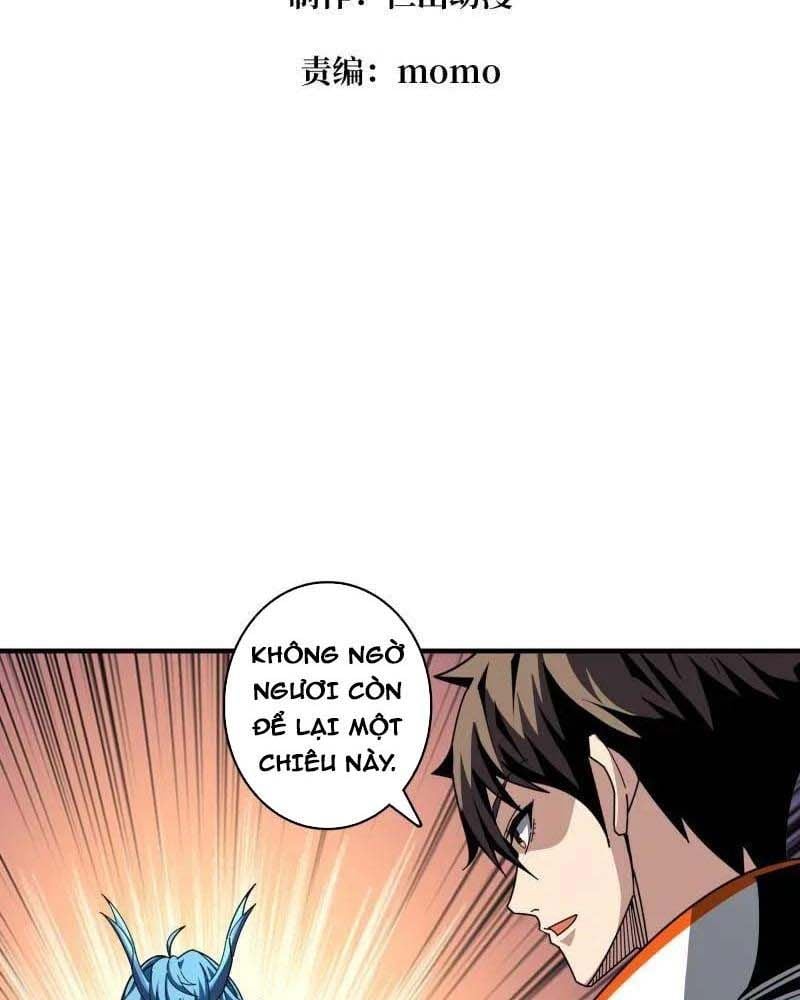 责编：momo
KHÔNG NGỜ
NGƯƠI CÒN
ĐỂ LẠI MỘT
CHIÊU NÀY.